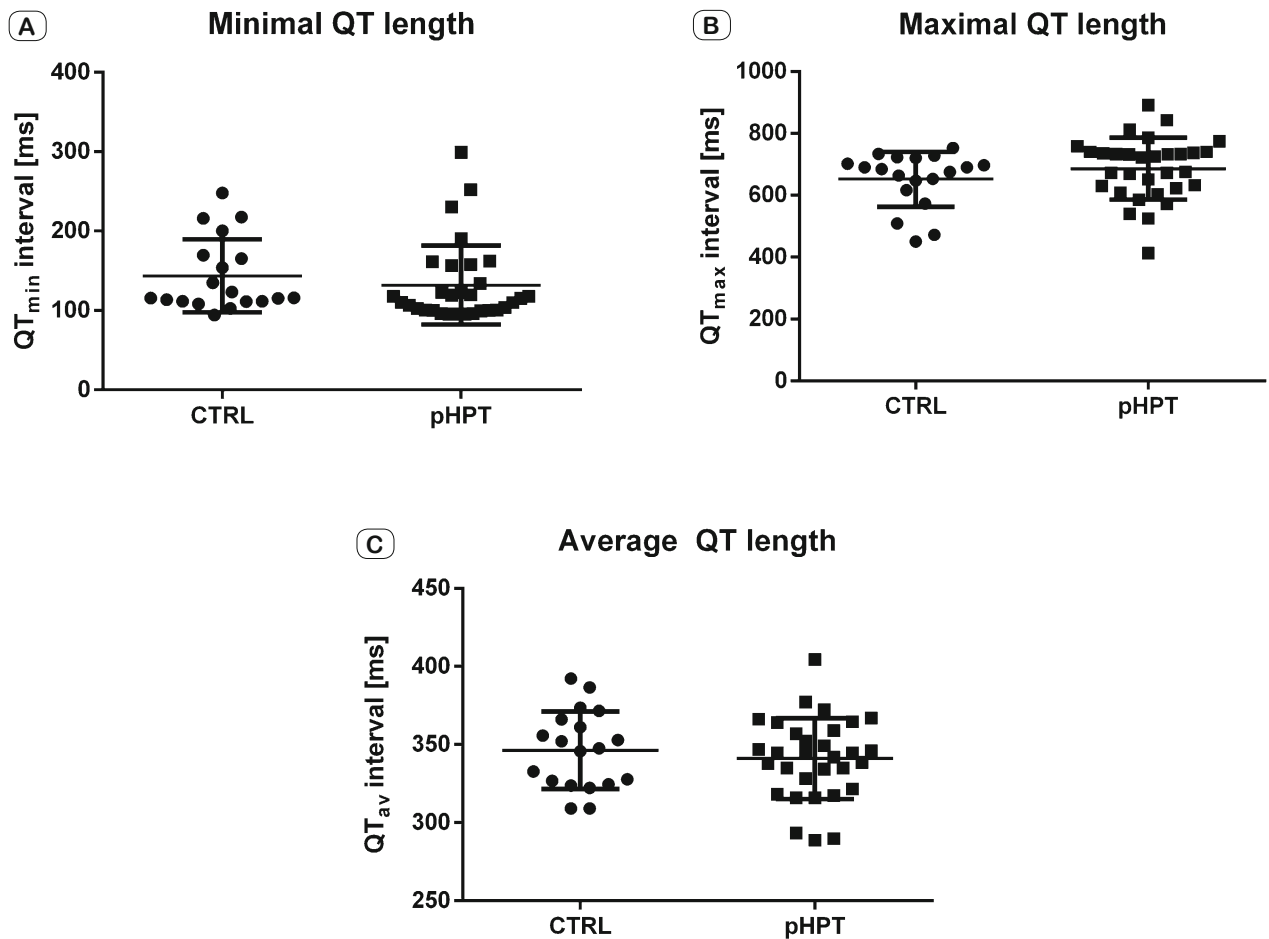 A
Minimal QT length
QTmin interval [ms]
400
300
200
100
0
CTRL
pHPT
B
Maximal QT length
QTmax interval [ms]
1000
800
600
400
200
0
CTRL
pHPT
C
Average QT length
QTav interval [ms]
450
400
350
300
250
CTRL
pHPT